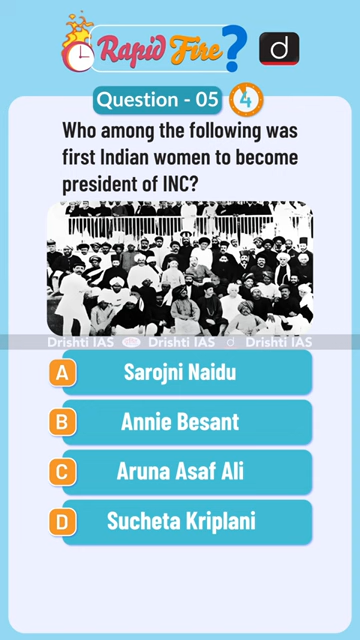 Rapid Fire?
d
Question - 05
4
Who among the following was
first Indian women to become
president of INC?
Drishti IAS Drishti IAS d Drishti IAS
A Sarojni Naidu
B Annie Besant
C Aruna Asaf Ali
D Sucheta Kriplani